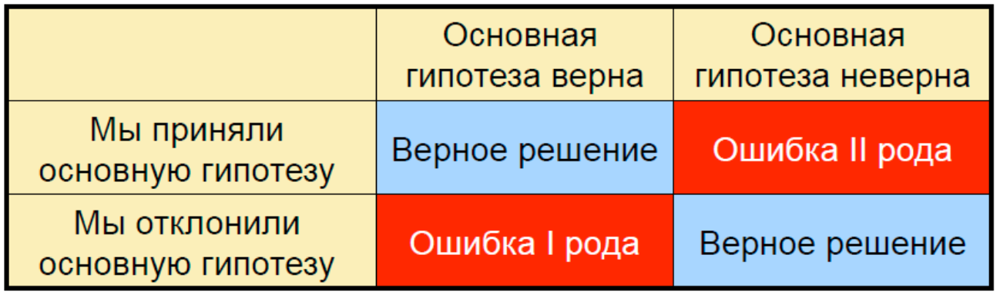 Основная
гипотеза верна
Основная
гипотеза неверна
Мы приняли
основную гипотезу
Верное решение
Ошибка II рода
Мы отклонили
основную гипотезу
Ошибка I рода
Верное решение